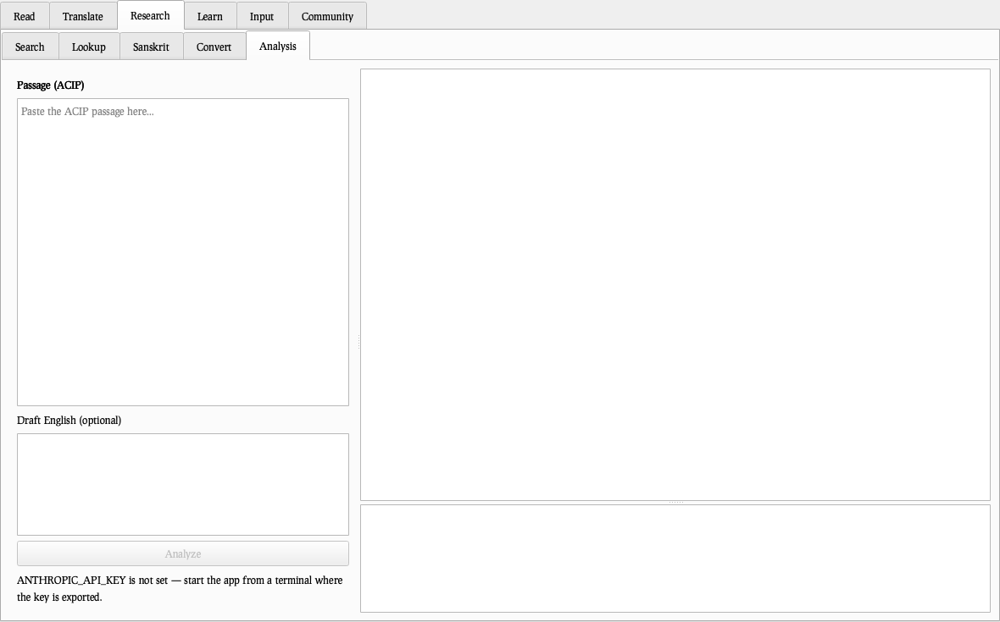 Read Translate Research Learn Input Community
Search Lookup Sanskrit Convert Analysis
Passage (ACIP)
Paste the ACIP passage here...
Draft English (optional)
Analyze
ANTHROPIC_API_KEY is not set — start the app from a terminal where
the key is exported.